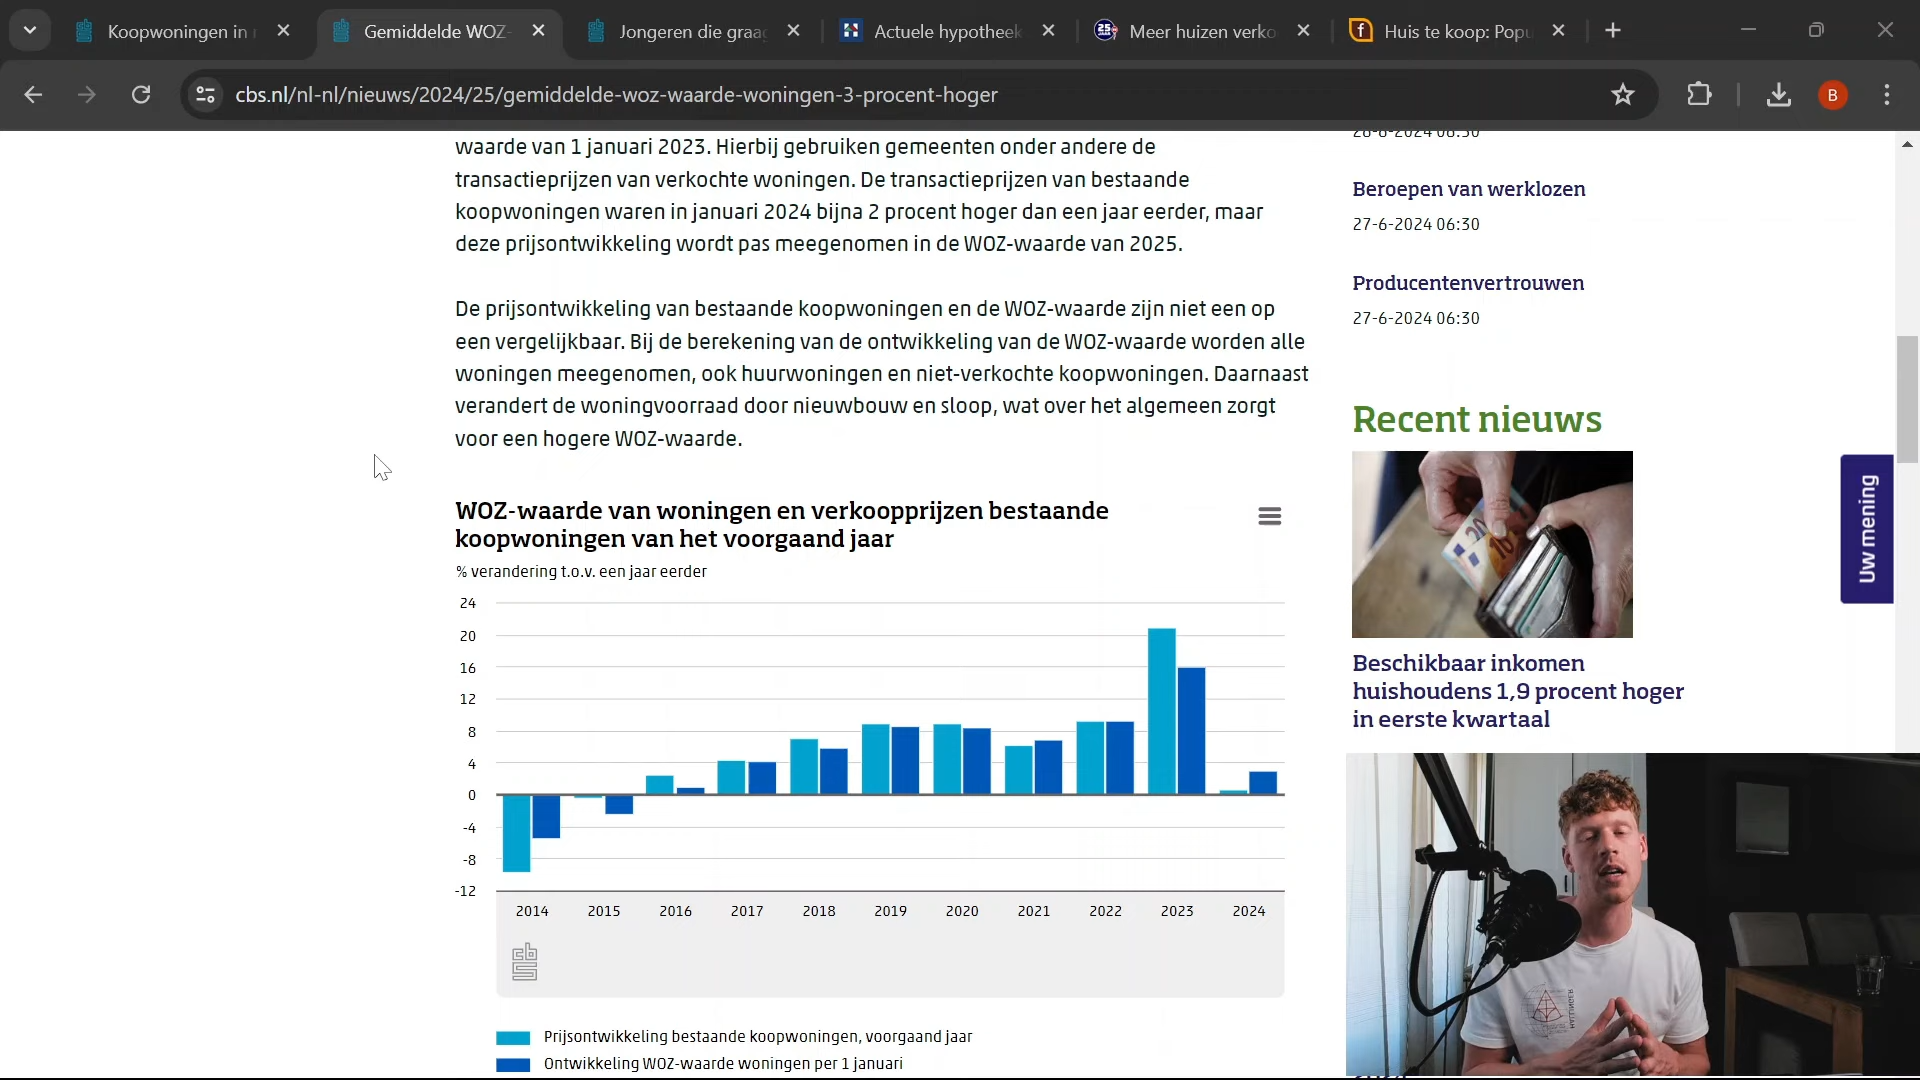 Koopwoningen in
Gemiddelde WOZ-
Jongeren die graag
Actuele hypotheek
Meer huizen verko
Huis te koop: Popu
cbs.nl/nl-nl/nieuws/2024/25/gemiddelde-woz-waarde-woningen-3-procent-hoger
B
waarde van 1 januari 2023. Hierbij gebruiken gemeenten onder andere de
transactieprijzen van verkochte woningen. De transactieprijzen van bestaande
koopwoningen waren in januari 2024 bijna 2 procent hoger dan een jaar eerder, maar
deze prijsontwikkeling wordt pas meegenomen in de WOZ-waarde van 2025.
De prijsontwikkeling van bestaande koopwoningen en de WOZ-waarde zijn niet een op
een vergelijkbaar. Bij de berekening van de ontwikkeling van de WOZ-waarde worden alle
woningen meegenomen, ook huurwoningen en niet-verkochte koopwoningen. Daarnaast
verandert de woningvoorraad door nieuwbouw en sloop, wat over het algemeen zorgt
voor een hogere WOZ-waarde.
WOZ-waarde van woningen en verkoopprijzen bestaande
koopwoningen van het voorgaand jaar
% verandering t.o.v. een jaar eerder
24
20
16
12
8
4
0
-4
-8
-12
2014 2015 2016 2017 2018 2019 2020 2021 2022 2023 2024
cbs
Prijsontwikkeling bestaande koopwoningen, voorgaand jaar
Ontwikkeling WOZ-waarde woningen per 1 januari
28-6-2024 06:30
Beroepen van werklozen
27-6-2024 06:30
Producentenvertrouwen
27-6-2024 06:30
Recent nieuws
Beschikbaar inkomen
huishoudens 1,9 procent hoger
in eerste kwartaal
Uw mening